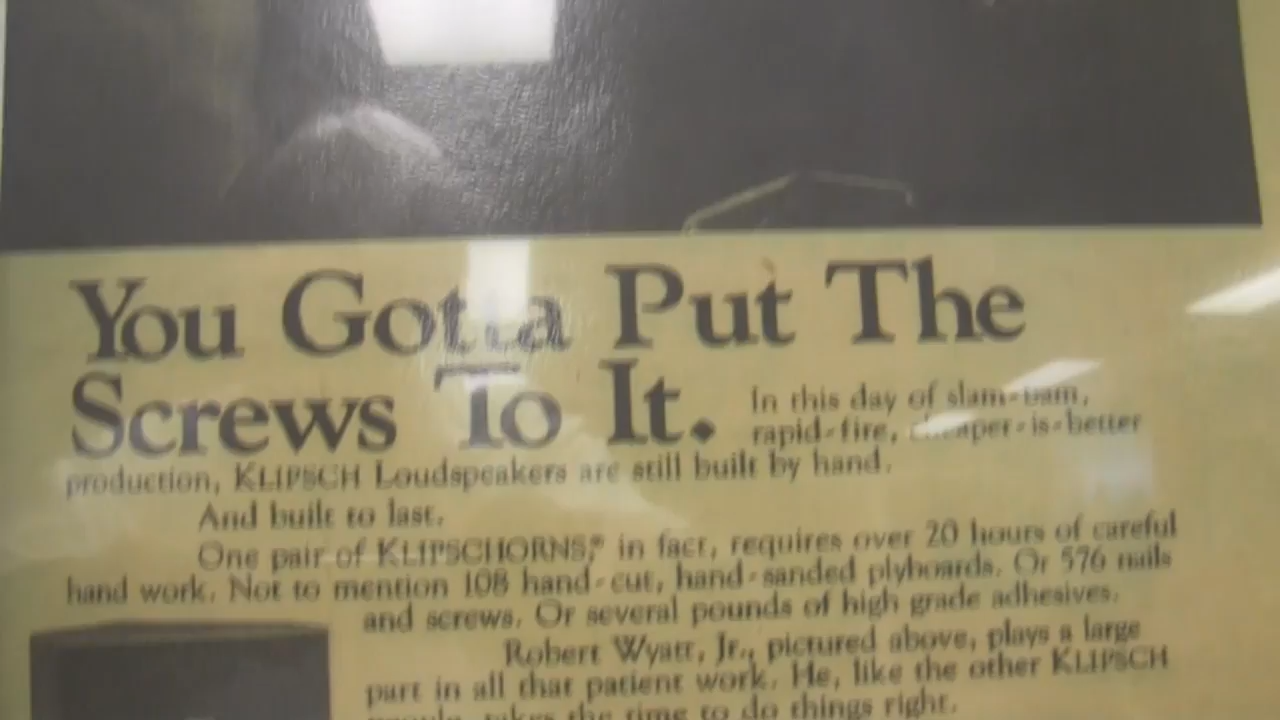 You Gotta Put The
Screws To It.
In this day of slam-bam,
rapid-fire, cheaper-is-better
production, KLIPSCH Loudspeakers are still built by hand.
And built to last.
One pair of KLIPSCHORNS,® in fact, requires over 20 hours of careful
hand work. Not to mention 108 hand-cut, hand-sanded plyboards. Or 576 nails
and screws. Or several pounds of high grade adhesives.
Robert Wyatt, Jr., pictured above, plays a large
part in all that patient work. He, like the other KLIPSCH
people, takes the time to do things right.